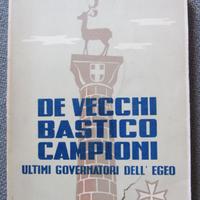 DE VECCHI
BASTICO
CAMPIONI
ULTIMI GOVERNATORI DELL' EGEO